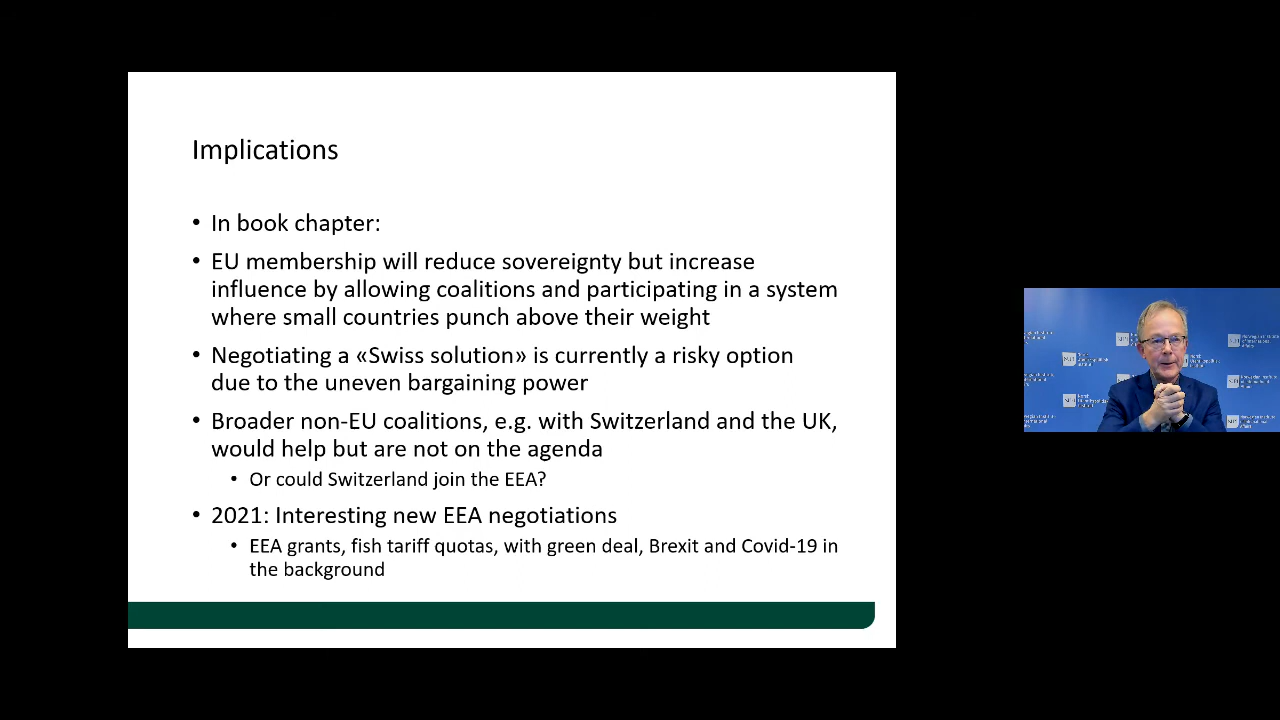 Implications
• In book chapter:
• EU membership will reduce sovereignty but increase
influence by allowing coalitions and participating in a system
where small countries punch above their weight
• Negotiating a «Swiss solution» is currently a risky option
due to the uneven bargaining power
• Broader non-EU coalitions, e.g. with Switzerland and the UK,
would help but are not on the agenda
• Or could Switzerland join the EEA?
• 2021: Interesting new EEA negotiations
• EEA grants, fish tariff quotas, with green deal, Brexit and Covid-19 in
the background